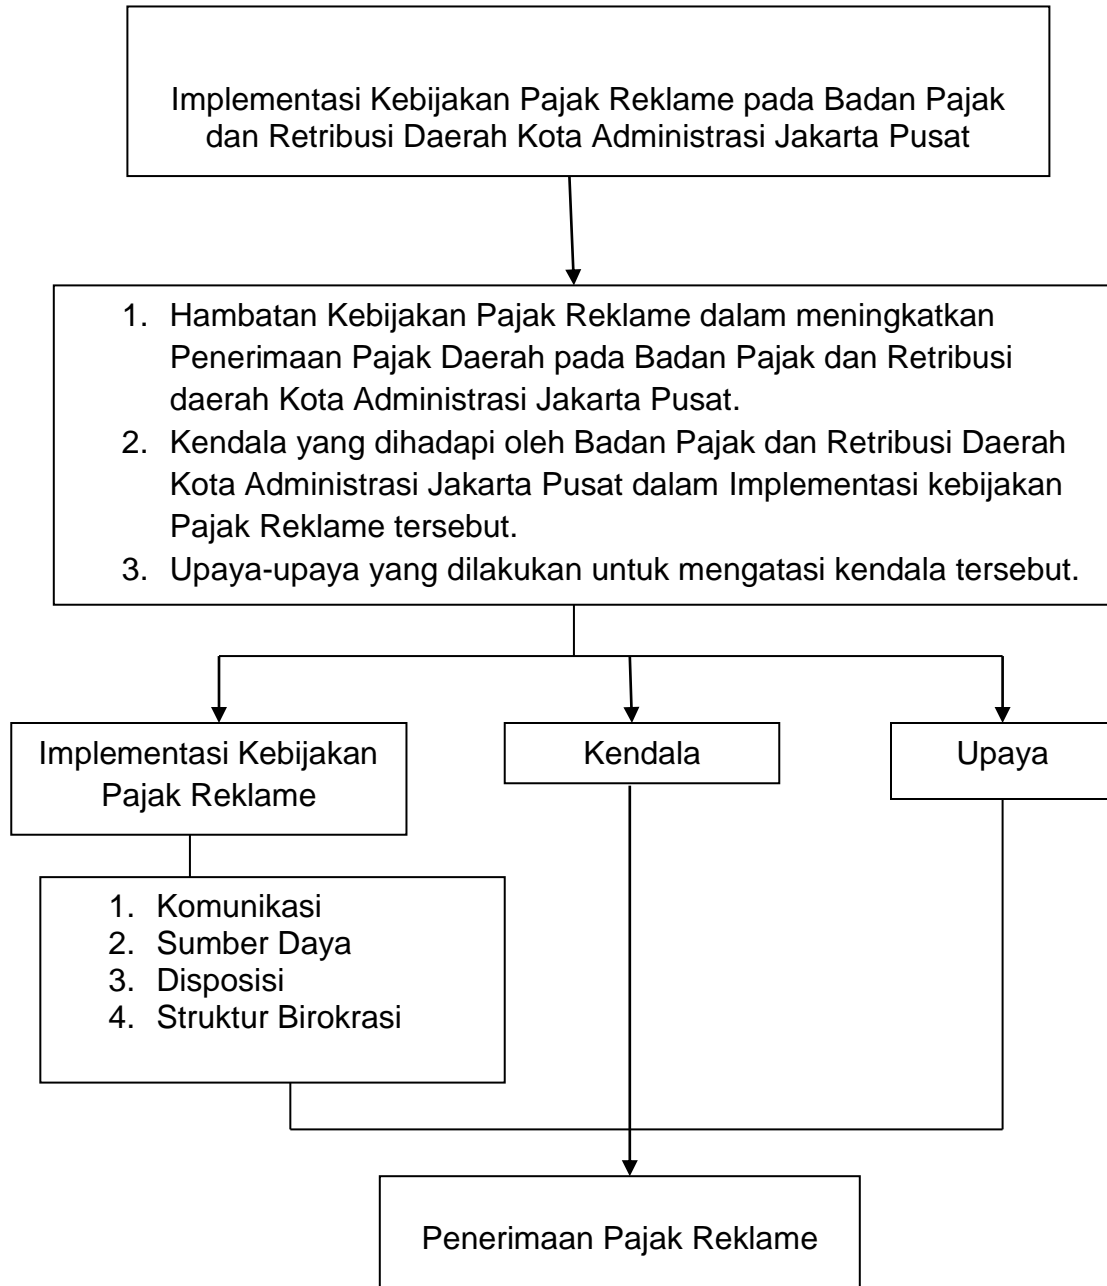 Implementasi Kebijakan Pajak Reklame pada Badan Pajak
dan Retribusi Daerah Kota Administrasi Jakarta Pusat
1. Hambatan Kebijakan Pajak Reklame dalam meningkatkan
Penerimaan Pajak Daerah pada Badan Pajak dan Retribusi
daerah Kota Administrasi Jakarta Pusat.
2. Kendala yang dihadapi oleh Badan Pajak dan Retribusi Daerah
Kota Administrasi Jakarta Pusat dalam Implementasi kebijakan
Pajak Reklame tersebut.
3. Upaya-upaya yang dilakukan untuk mengatasi kendala tersebut.
Implementasi Kebijakan
Pajak Reklame
Kendala
Upaya
1. Komunikasi
2. Sumber Daya
3. Disposisi
4. Struktur Birokrasi
Penerimaan Pajak Reklame